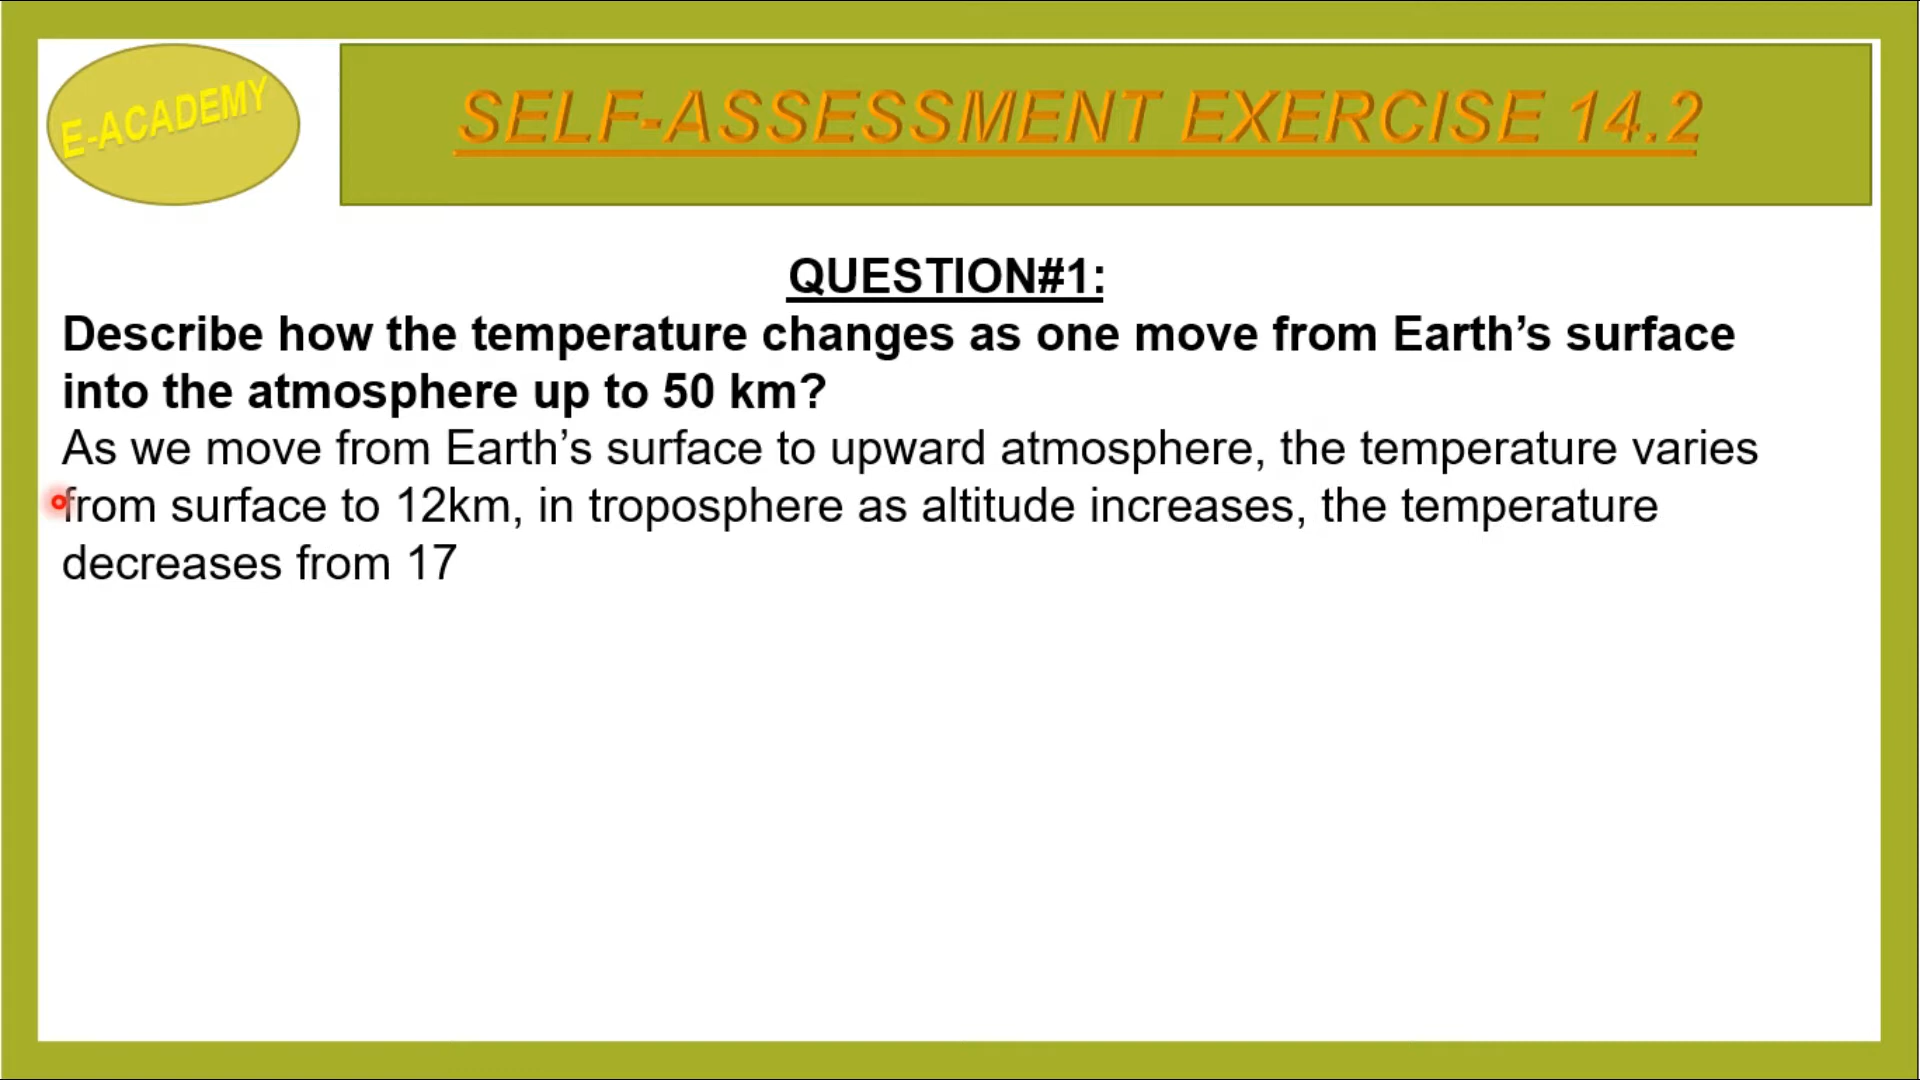 E-ACADEMY
SELF-ASSESSMENT EXERCISE 14.2
QUESTION#1:
Describe how the temperature changes as one move from Earth’s surface
into the atmosphere up to 50 km?
As we move from Earth’s surface to upward atmosphere, the temperature varies
from surface to 12km, in troposphere as altitude increases, the temperature
decreases from 17